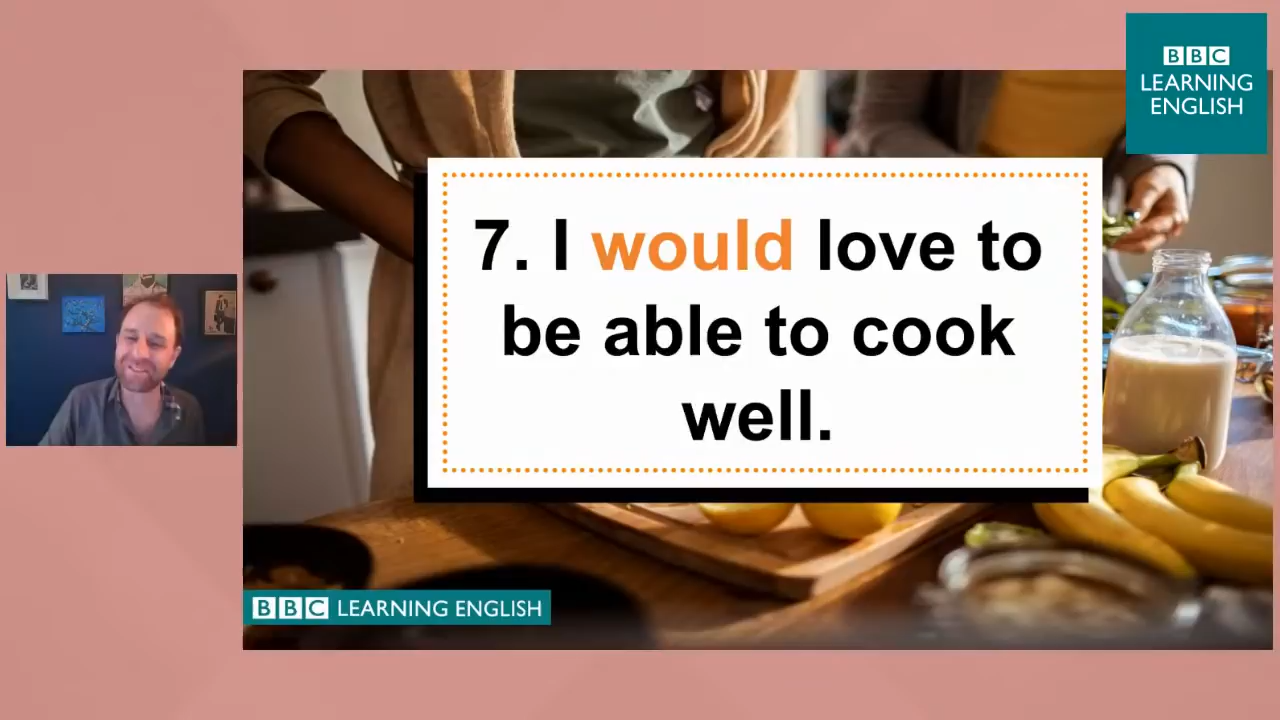 BBC
LEARNING
ENGLISH
7. I would love to
be able to cook
well.
BBC LEARNING ENGLISH